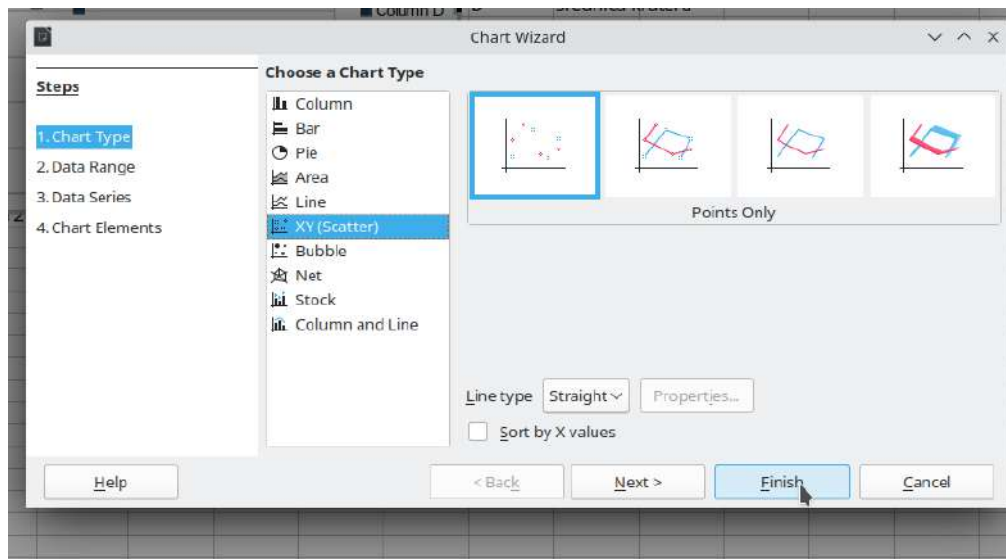 Column D
Chart Wizard
Steps
1. Chart Type
2. Data Range
3. Data Series
4. Chart Elements
Choose a Chart Type
Column
Bar
Pie
Area
Line
XY (Scatter)
Bubble
Net
Stock
Column and Line
Points Only
Line type Straight Properties...
Sort by X values
Help < Back Next > Finish Cancel